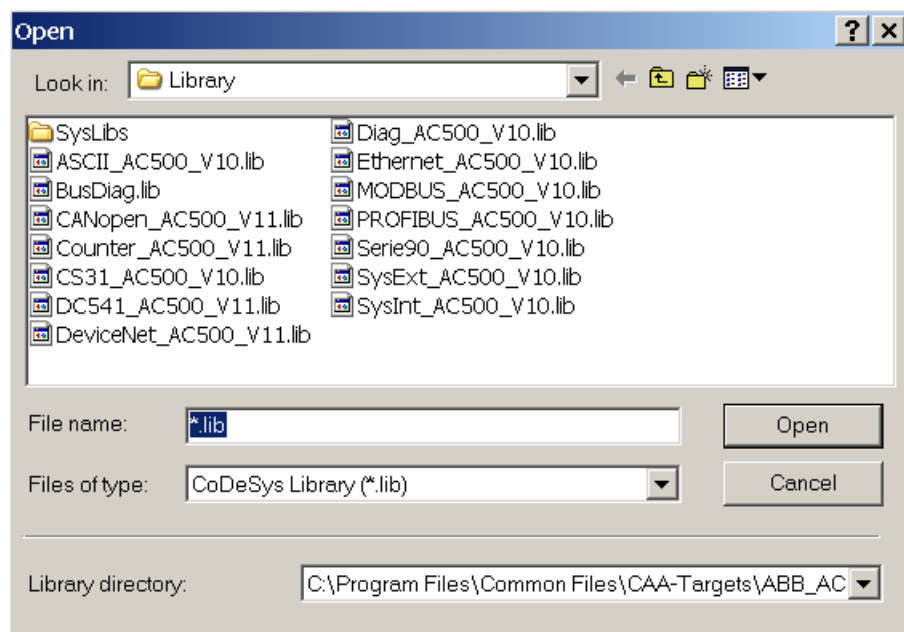 Open
Look in: Library
SysLibs
ASCII_AC500_V10.lib
BusDiag.lib
CANopen_AC500_V11.lib
Counter_AC500_V11.lib
CS31_AC500_V10.lib
DC541_AC500_V11.lib
DeviceNet_AC500_V11.lib
Diag_AC500_V10.lib
Ethernet_AC500_V10.lib
MODBUS_AC500_V10.lib
PROFIBUS_AC500_V10.lib
Serie90_AC500_V10.lib
SysExt_AC500_V10.lib
SysInt_AC500_V10.lib
File name: *.lib Open
Files of type: CoDeSys Library (*.lib) Cancel
Library directory: C:\Program Files\Common Files\CAA-Targets\ABB_AC